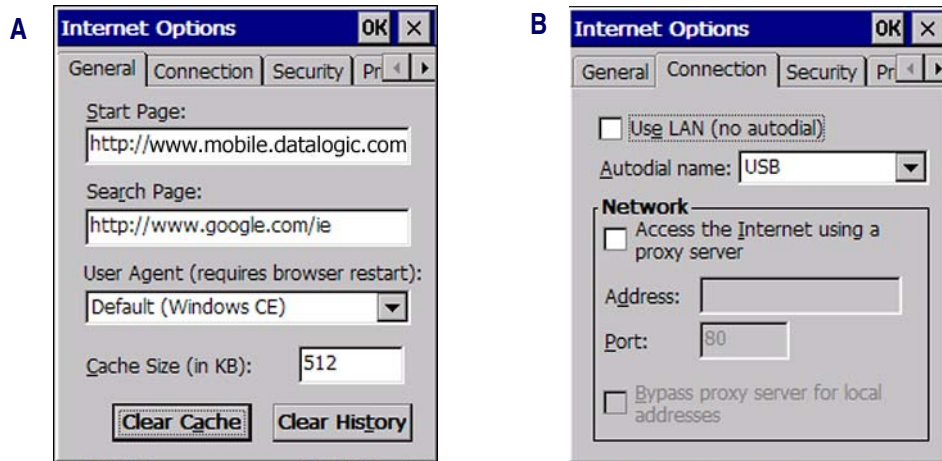 A
Internet Options OK ×
General Connection Security Pr
Start Page:
http://www.mobile.datalogic.com
Search Page:
http://www.google.com/ie
User Agent (requires browser restart):
Default (Windows CE)
Cache Size (in KB): 512
Clear Cache Clear History
B
Internet Options OK ×
General Connection Security Pr
Use LAN (no autodial)
Autodial name: USB
Network
Access the Internet using a
proxy server
Address:
Port: 80
Bypass proxy server for local
addresses